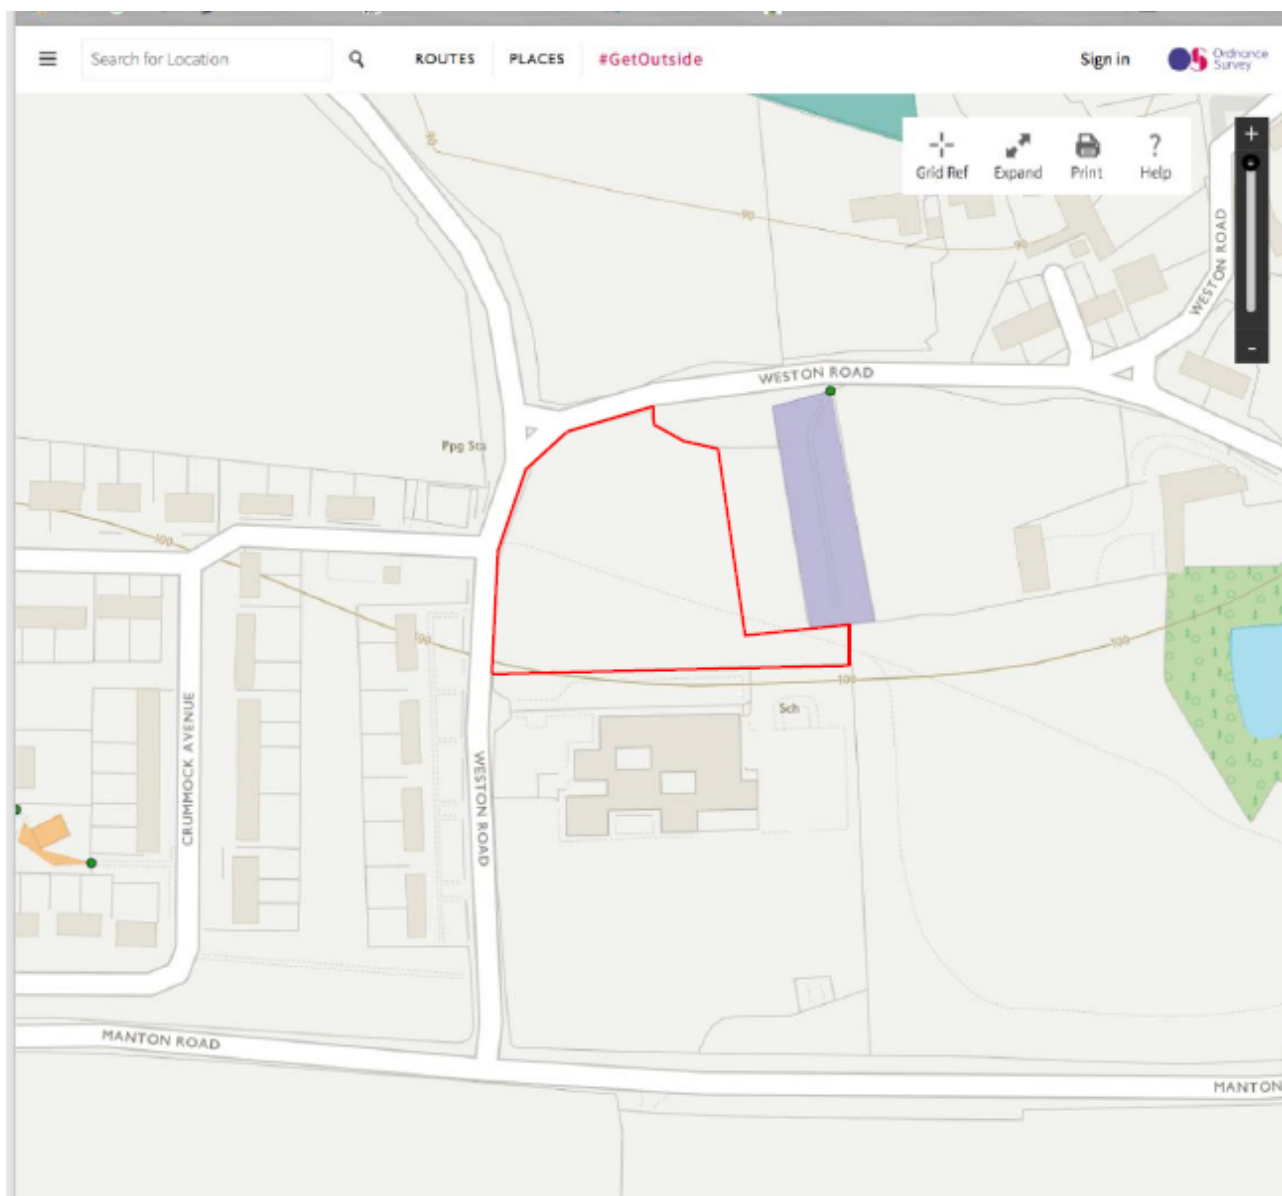 Search for Location
ROUTES
PLACES
#GetOutside
Sign in
Ordnance
Survey
Grid Ref
Expand
Print
?
Help
+
-
90
90
90
WESTON ROAD
WESTON ROAD
Ppg Sta
100
100
100
100
Sch
CRUMMOCK AVENUE
WESTON ROAD
MANTON ROAD
MANTON